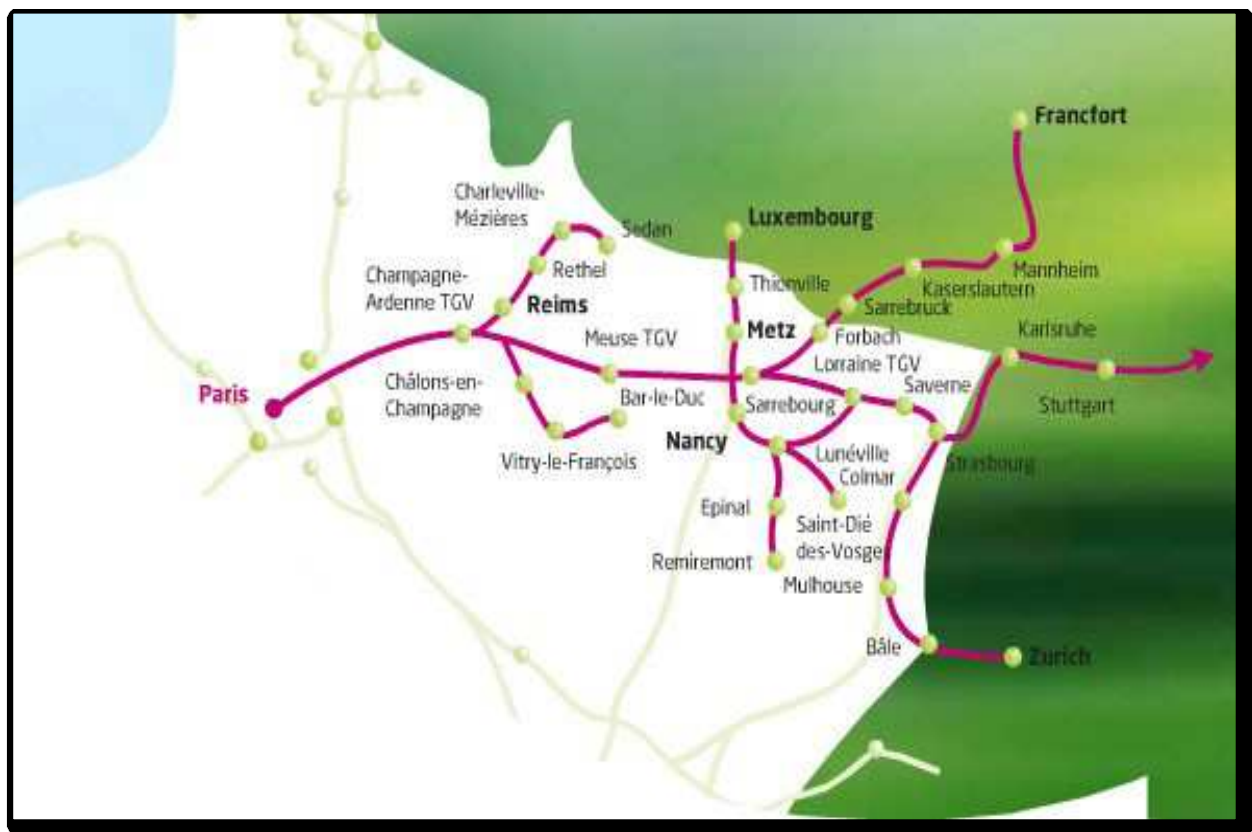 Francfort
Charleville-
Mézières
Sedan
Luxembourg
Rethel
Mannheim
Champagne-
Ardenne TGV
Reims
Thionville
Kaserslautern
Sarrebruck
Metz
Forbach
Karlsruhe
Meuse TGV
Lorraine TGV
Saverne
Paris
Châlons-en-
Champagne
Bar-le-Duc
Sarrebourg
Stuttgart
Nancy
Vitry-le-François
Lunéville
Strasbourg
Colmar
Epinal
Saint-Dié
des-Vosges
Remiremont
Mulhouse
Bâle
Zurich